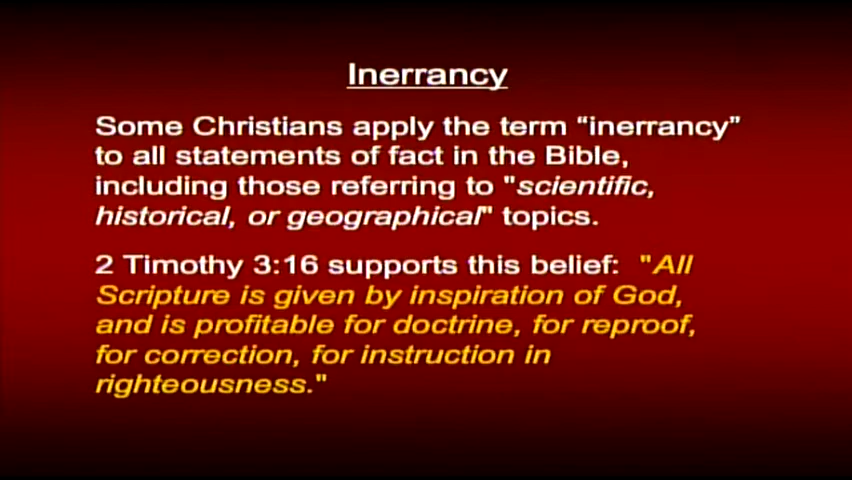 Inerrancy
Some Christians apply the term “inerrancy”
to all statements of fact in the Bible,
including those referring to "scientific,
historical, or geographical" topics.
2 Timothy 3:16 supports this belief: "All
Scripture is given by inspiration of God,
and is profitable for doctrine, for reproof,
for correction, for instruction in
righteousness."